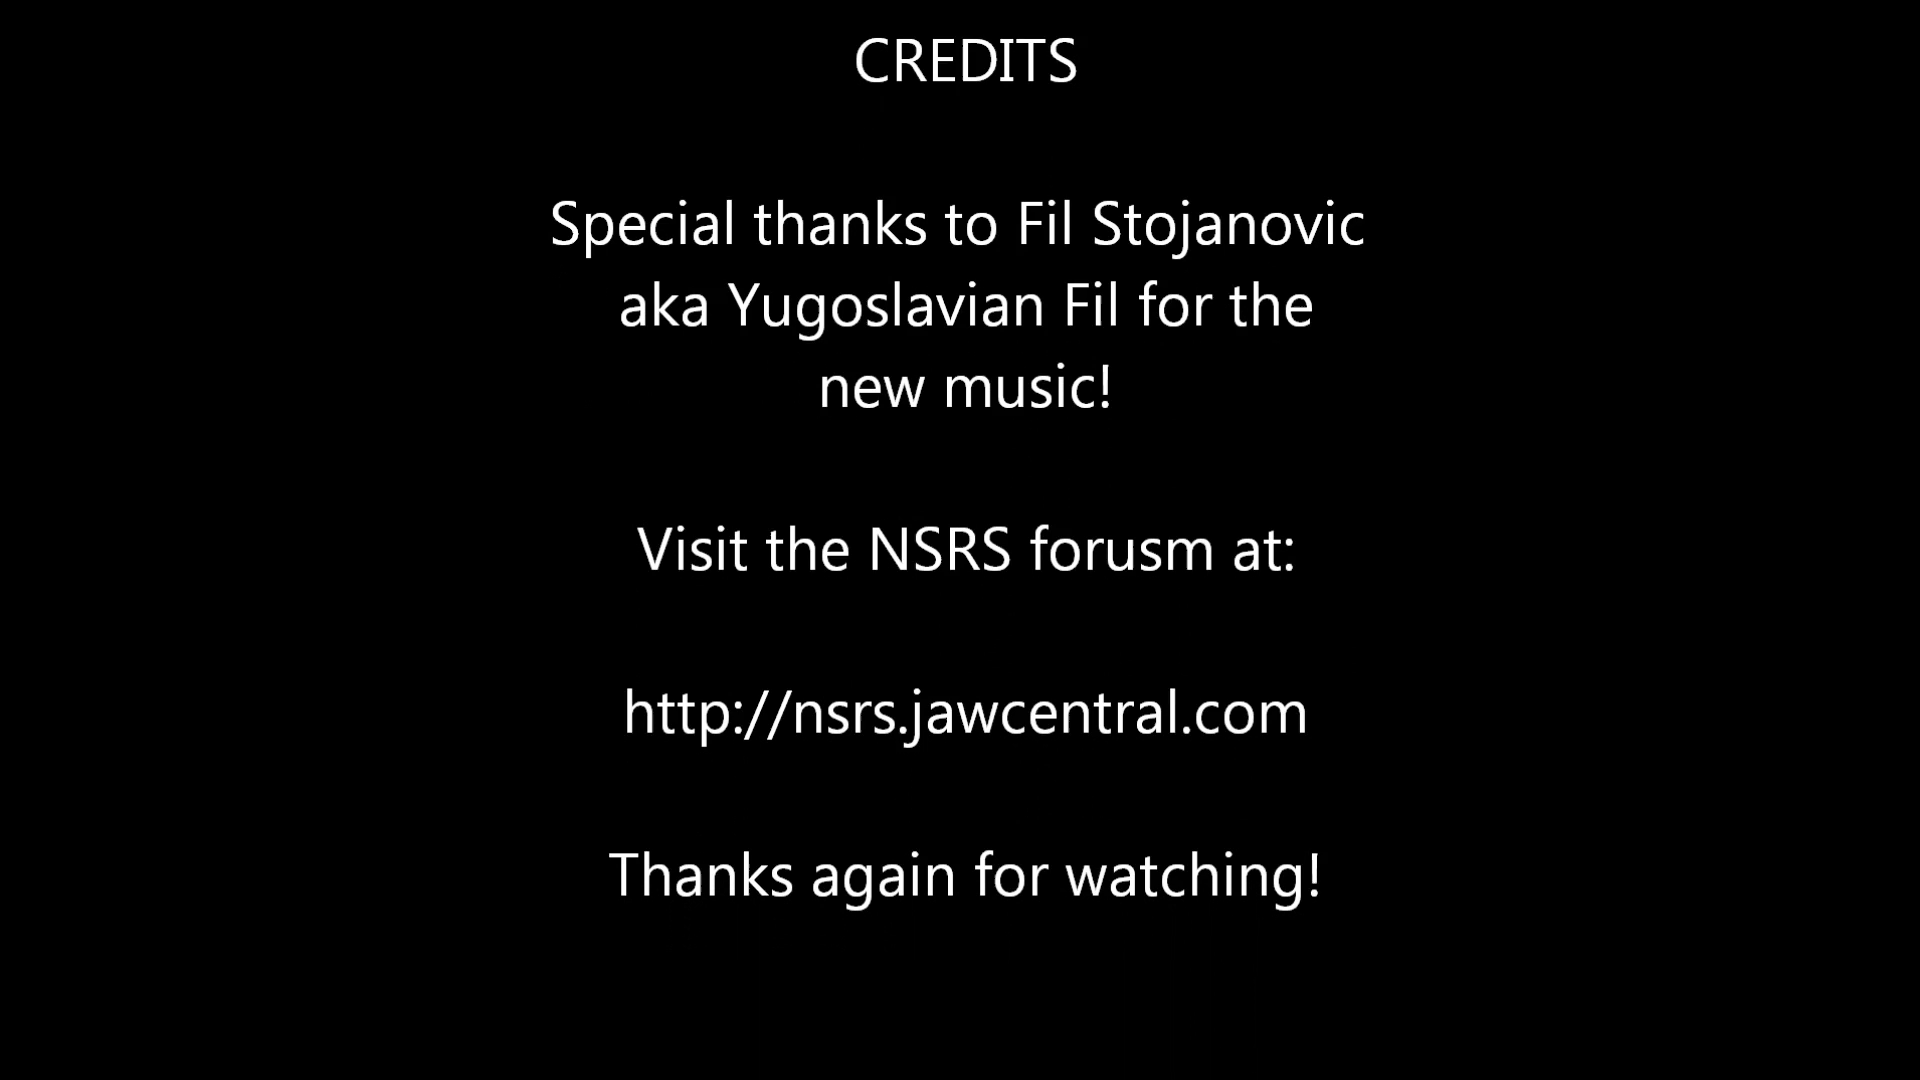 CREDITS
Special thanks to Fil Stojanovic
aka Yugoslavian Fil for the
new music!
Visit the NSRS forusm at:
http://nsrs.jawcentral.com
Thanks again for watching!